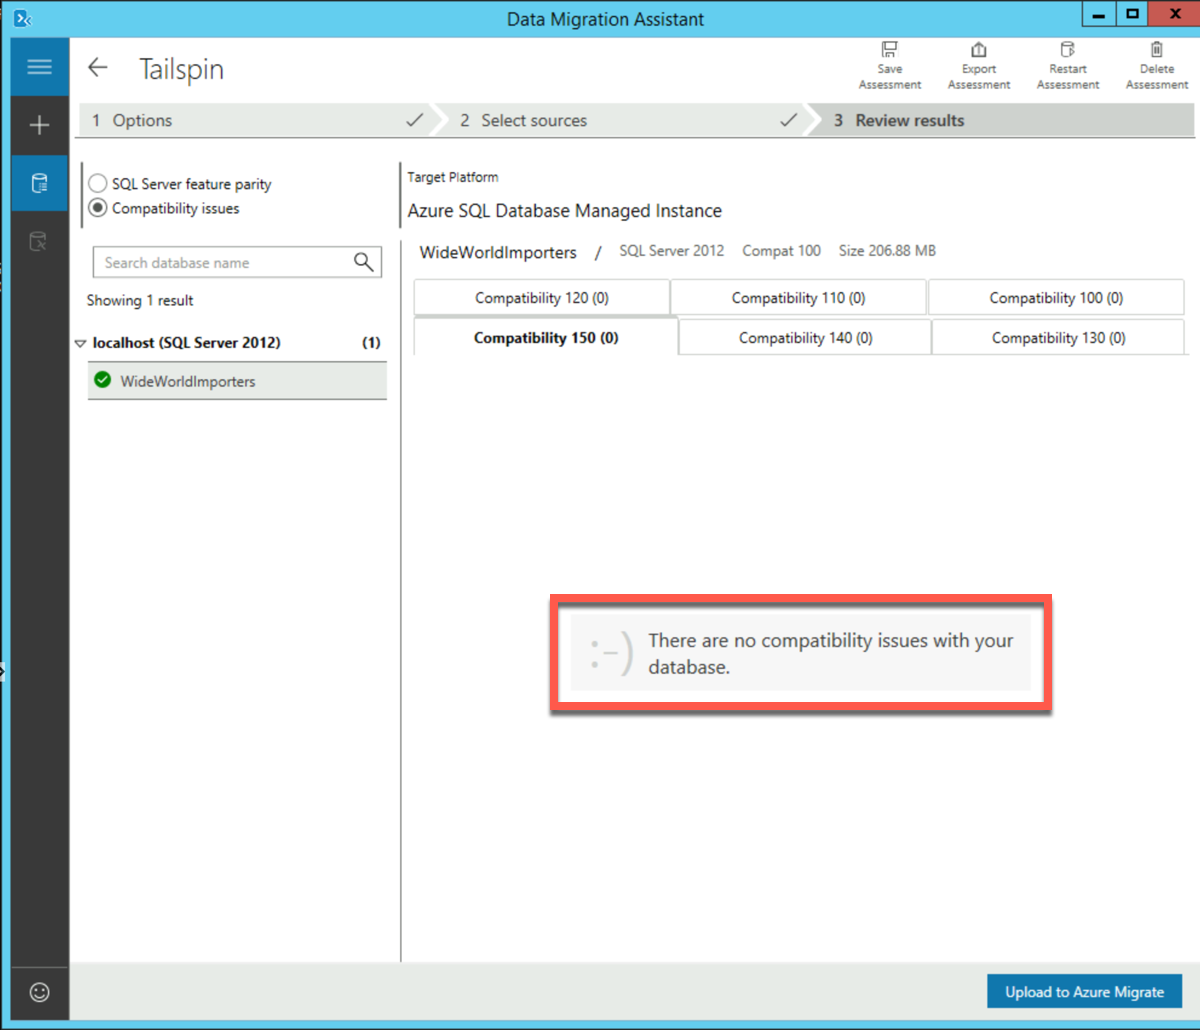 Data Migration Assistant
Tailspin
Save
Assessment
Export
Assessment
Restart
Assessment
Delete
Assessment
1 Options
2 Select sources
3 Review results
SQL Server feature parity
Compatibility issues
Search database name
Showing 1 result
localhost (SQL Server 2012) (1)
WideWorldImporters
Target Platform
Azure SQL Database Managed Instance
WideWorldImporters / SQL Server 2012 Compat 100 Size 206.88 MB
Compatibility 120 (0) Compatibility 110 (0) Compatibility 100 (0)
Compatibility 150 (0) Compatibility 140 (0) Compatibility 130 (0)
:-)
There are no compatibility issues with your
database.
Upload to Azure Migrate